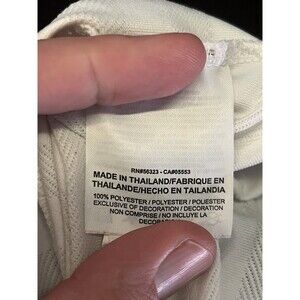 RN#56323 - CA#05553
MADE IN THAILAND/FABRIQUE EN
THAILANDE/HECHO EN TAILANDIA
100% POLYESTER / POLYESTER / POLIESTER
EXCLUSIVE OF DECORATION / DECORATION
NON COMPRISE / NO INCLUYE LA
DECORACIÓN